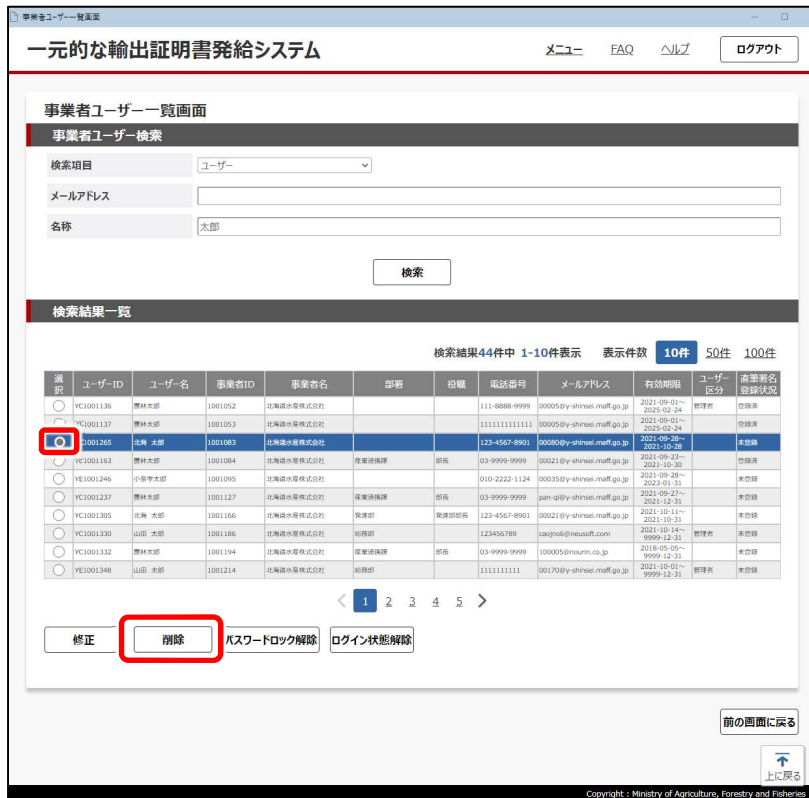 事業者ユーザー一覧画面
一元的な輸出証明書発給システム メニュー FAQ ヘルプ ログアウト
事業者ユーザー一覧画面
事業者ユーザー検索
検索項目 ユーザー
メールアドレス
名称 太郎
検索
検索結果一覧
検索結果44件中 1-10件表示 表示件数 10件 50件 100件
選択 ユーザーID ユーザー名 事業者ID 事業者名 部署 役職 電話番号 メールアドレス 有効期限 ユーザー区分 直筆署名登録状況
YC1001136 農林太郎 1001052 北海道水産株式会社 111-8888-9999 00005@y-shinsei.maff.go.jp 2021-09-01～2025-02-24 管理者 登録済
YC1001137 農林太郎 1001053 北海道水産株式会社 111111111111 00005@y-shinsei.maff.go.jp 2021-09-01～2025-02-24 登録済
C1001265 北海 太郎 1001083 北海道水産株式会社 123-4567-8901 00080@y-shinsei.maff.go.jp 2021-09-28～2021-10-28 未登録
1001163 農林太郎 1001084 北海道水産株式会社 産業連携課 部長 03-9999-9999 00021@y-shinsei.maff.go.jp 2021-09-23～2021-10-30 登録済
YE1001246 小泉孝太郎 1001095 北海道水産株式会社 010-2222-1124 00035@y-shinsei.maff.go.jp 2021-09-28～2023-01-31 未登録
YC1001237 農林太郎 1001127 北海道水産株式会社 産業連携課 部長 03-9999-9999 pan-ql@y-shinsei.maff.go.jp 2021-09-27～2021-12-31 未登録
YC1001305 北海 太郎 1001166 北海道水産株式会社 発運部 発運部部長 123-4567-8901 00021@y-shinsei.maff.go.jp 2021-10-11～2021-10-31 未登録
YC1001330 山田 太郎 1001186 北海道水産株式会社 総務部 123456789 caojno6@neusoft.com 2021-10-14～9999-12-31 管理者 未登録
YC1001332 農林太郎 1001194 北海道水産株式会社 産業連携課 部長 03-9999-9999 100005@nourin.co.jp 2018-05-05～9999-12-31 未登録
YE1001348 山田 太郎 1001214 北海道水産株式会社 総務部 1111111111 00170@y-shinsei.maff.go.jp 2021-10-01～9999-12-31 管理者 未登録
1 2 3 4 5
修正 削除 パスワードロック解除 ログイン状態解除
前の画面に戻る
上に戻る
Copyright : Ministry of Agriculture, Forestry and Fisheries